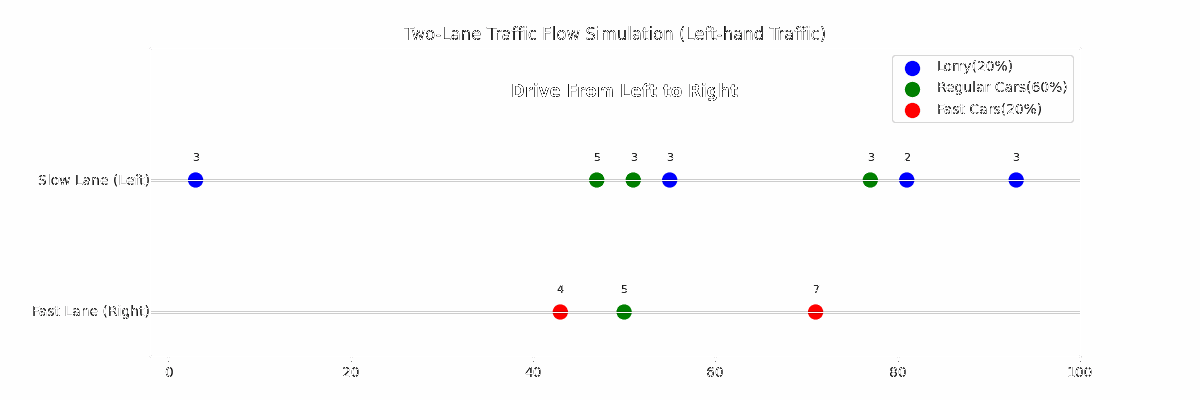 Two-Lane Traffic Flow Simulation (Left-hand Traffic)
Drive From Left to Right
Lorry(20%)
Regular Cars(60%)
Fast Cars(20%)
3 5 3 3 3 2 3
Slow Lane (Left)
4 5 7
Fast Lane (Right)
0 20 40 60 80 100